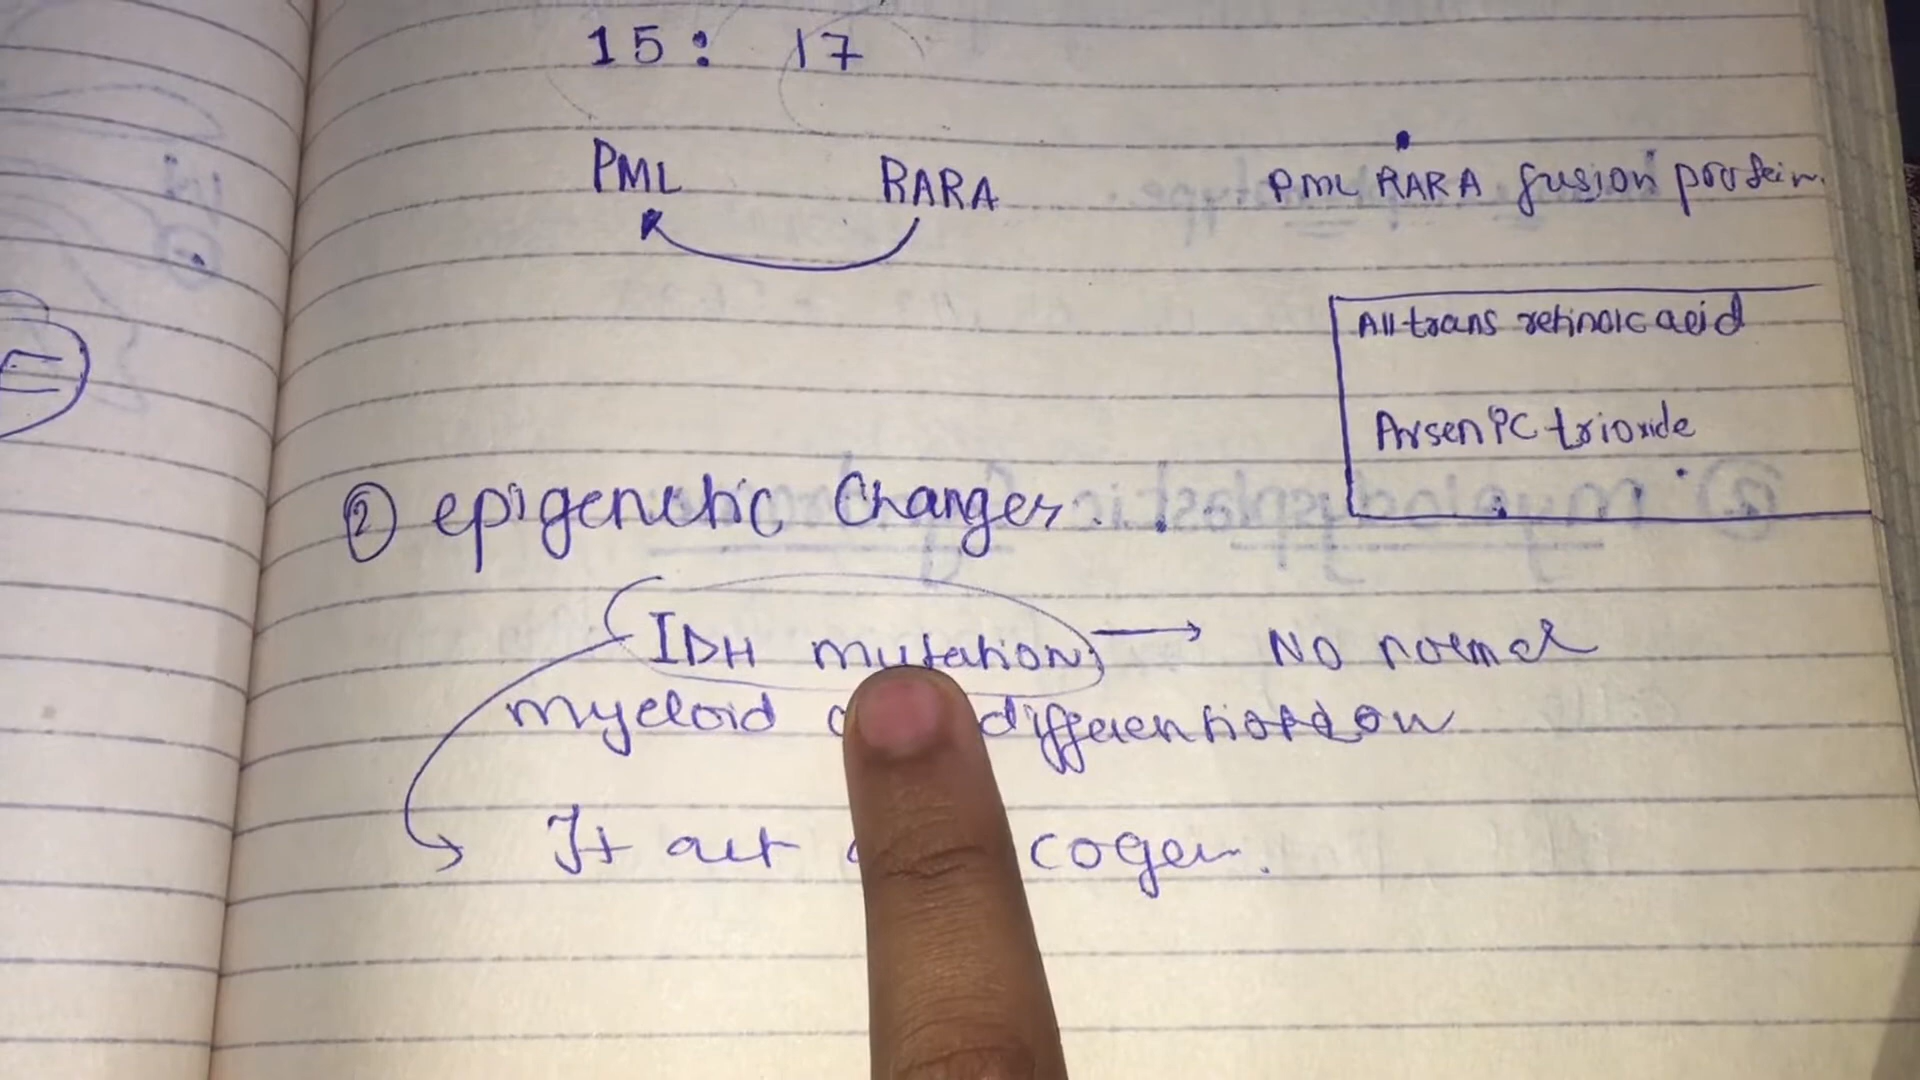 15: 17
PML RARA PML RARA fusion protein.
All trans retinoic acid
Arsenic trioxide
② epigenetic Changes.
IDH mutation → No normal
myeloid differentiation
It act